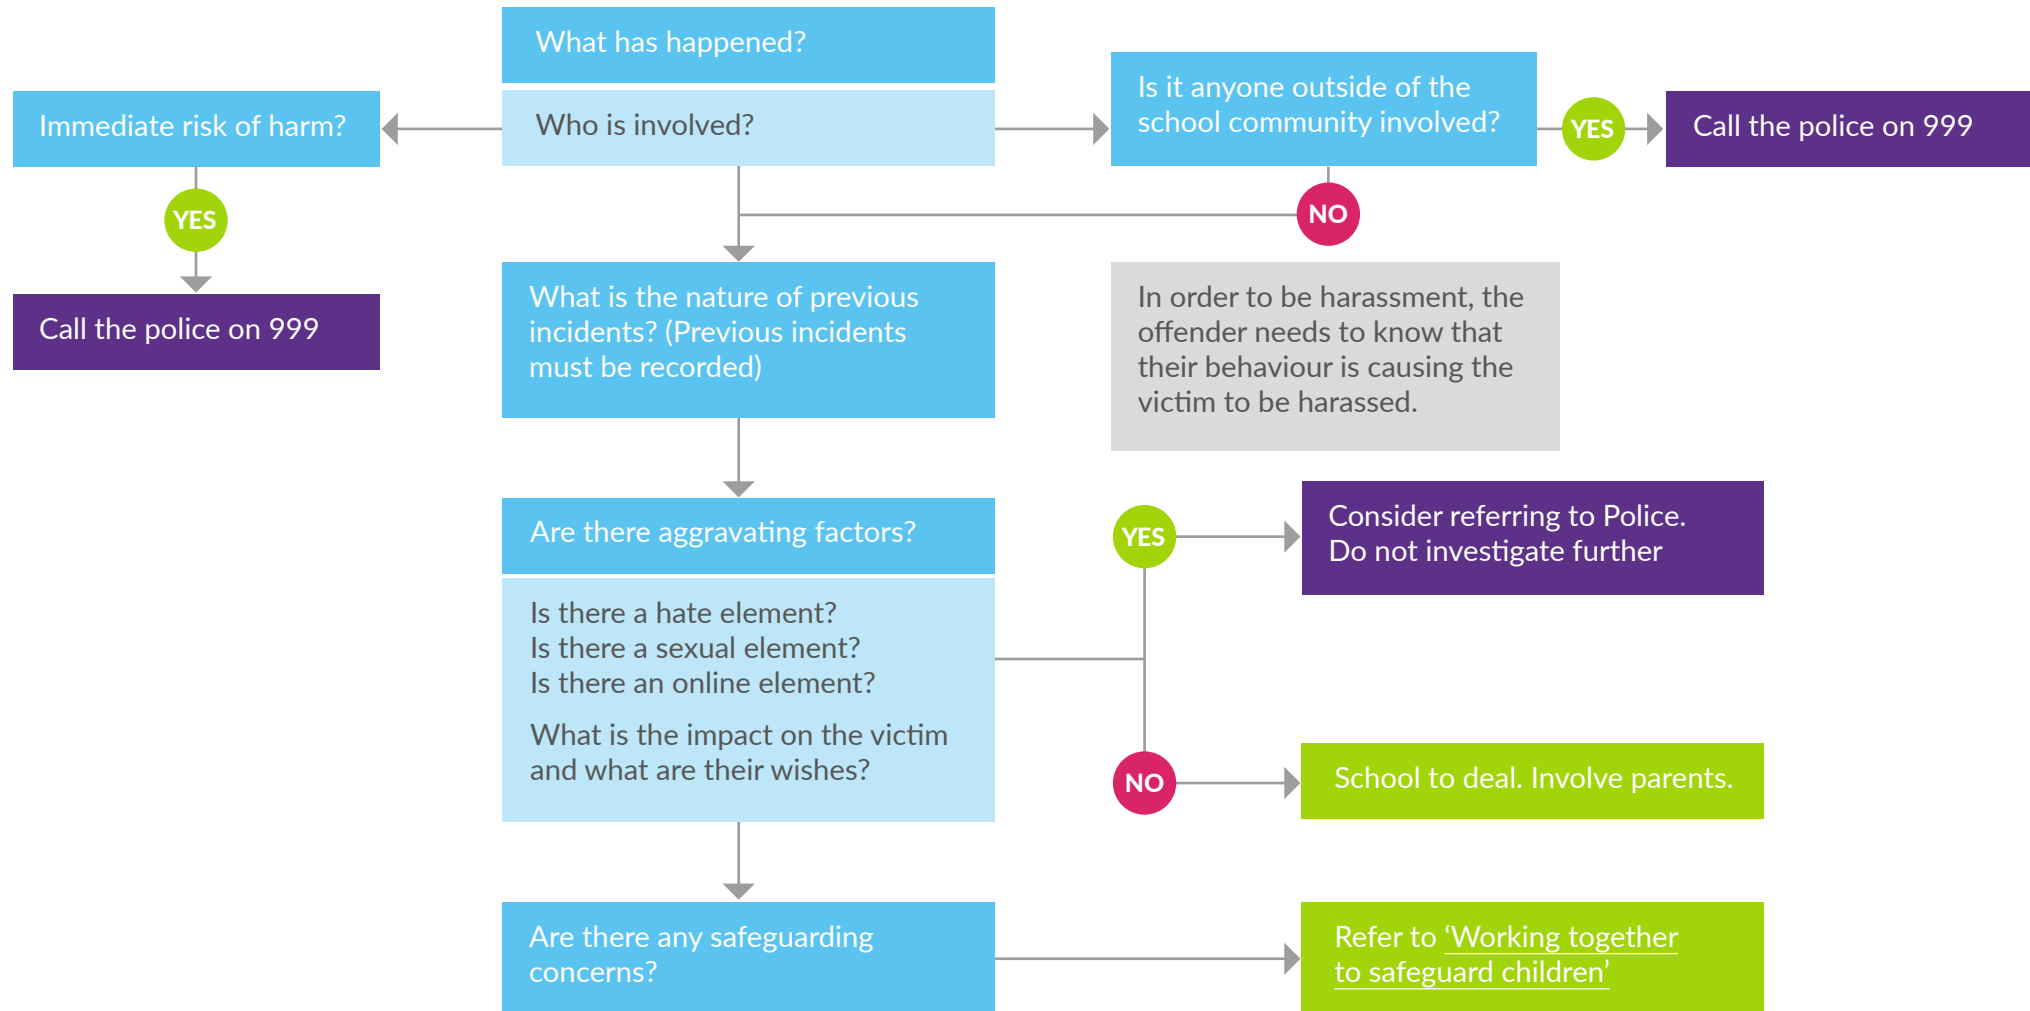 What has happened?
Who is involved?
Immediate risk of harm?
YES
Call the police on 999
Is it anyone outside of the
school community involved?
YES
Call the police on 999
NO
What is the nature of previous
incidents? (Previous incidents
must be recorded)
In order to be harassment, the
offender needs to know that
their behaviour is causing the
victim to be harassed.
Are there aggravating factors?
Is there a hate element?
Is there a sexual element?
Is there an online element?
What is the impact on the victim
and what are their wishes?
YES
Consider referring to Police.
Do not investigate further
NO
School to deal. Involve parents.
Are there any safeguarding
concerns?
Refer to ‘Working together
to safeguard children’